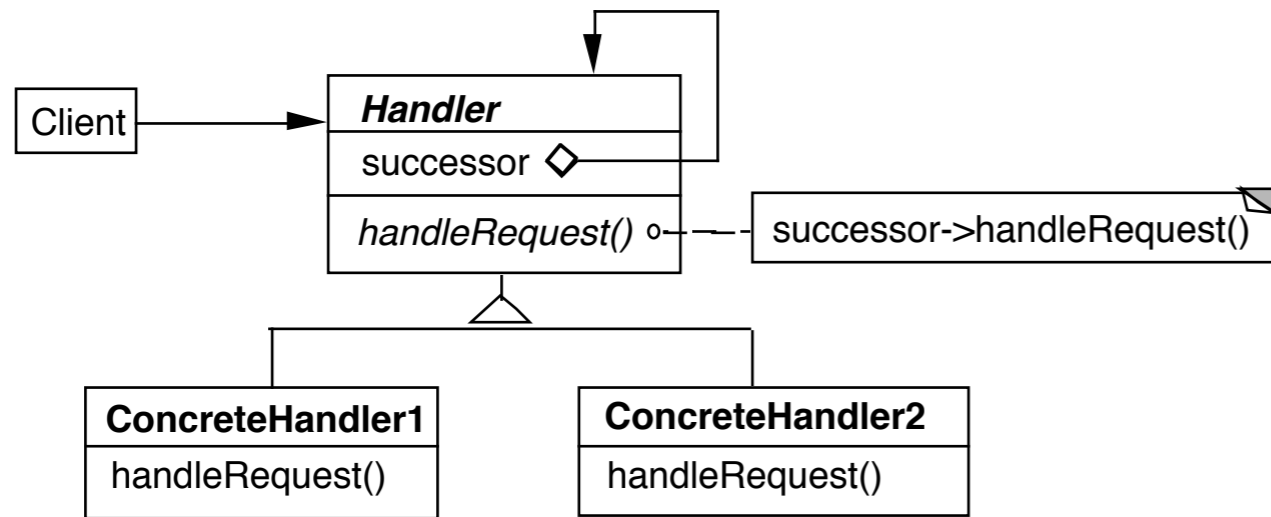 Handler
Client
successor
handleRequest()
successor->handleRequest()
ConcreteHandler1
handleRequest()
ConcreteHandler2
handleRequest()